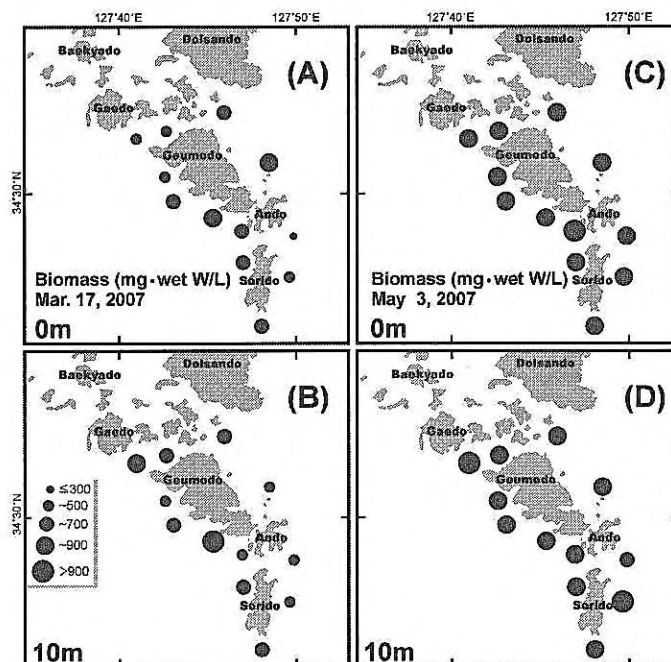 127°40'E 127°50'E 127°40'E 127°50'E
Dolsando
Baekyado
(A)
Gaedo
Geumodo
34°30'N
Ando
Biomass (mg·wet W/L)
Sorido
Mar. 17, 2007
0m
Dolsando
Baekyado
(C)
Gaedo
Geumodo
Ando
Biomass (mg·wet W/L)
Sorido
May 3, 2007
0m
Dolsando
Baekyado
(B)
Gaedo
Geumodo
≤300
~500
~700
~900
>900
34°30'N
Ando
Sorido
10m
Dolsando
Baekyado
(D)
Gaedo
Geumodo
Ando
Sorido
10m